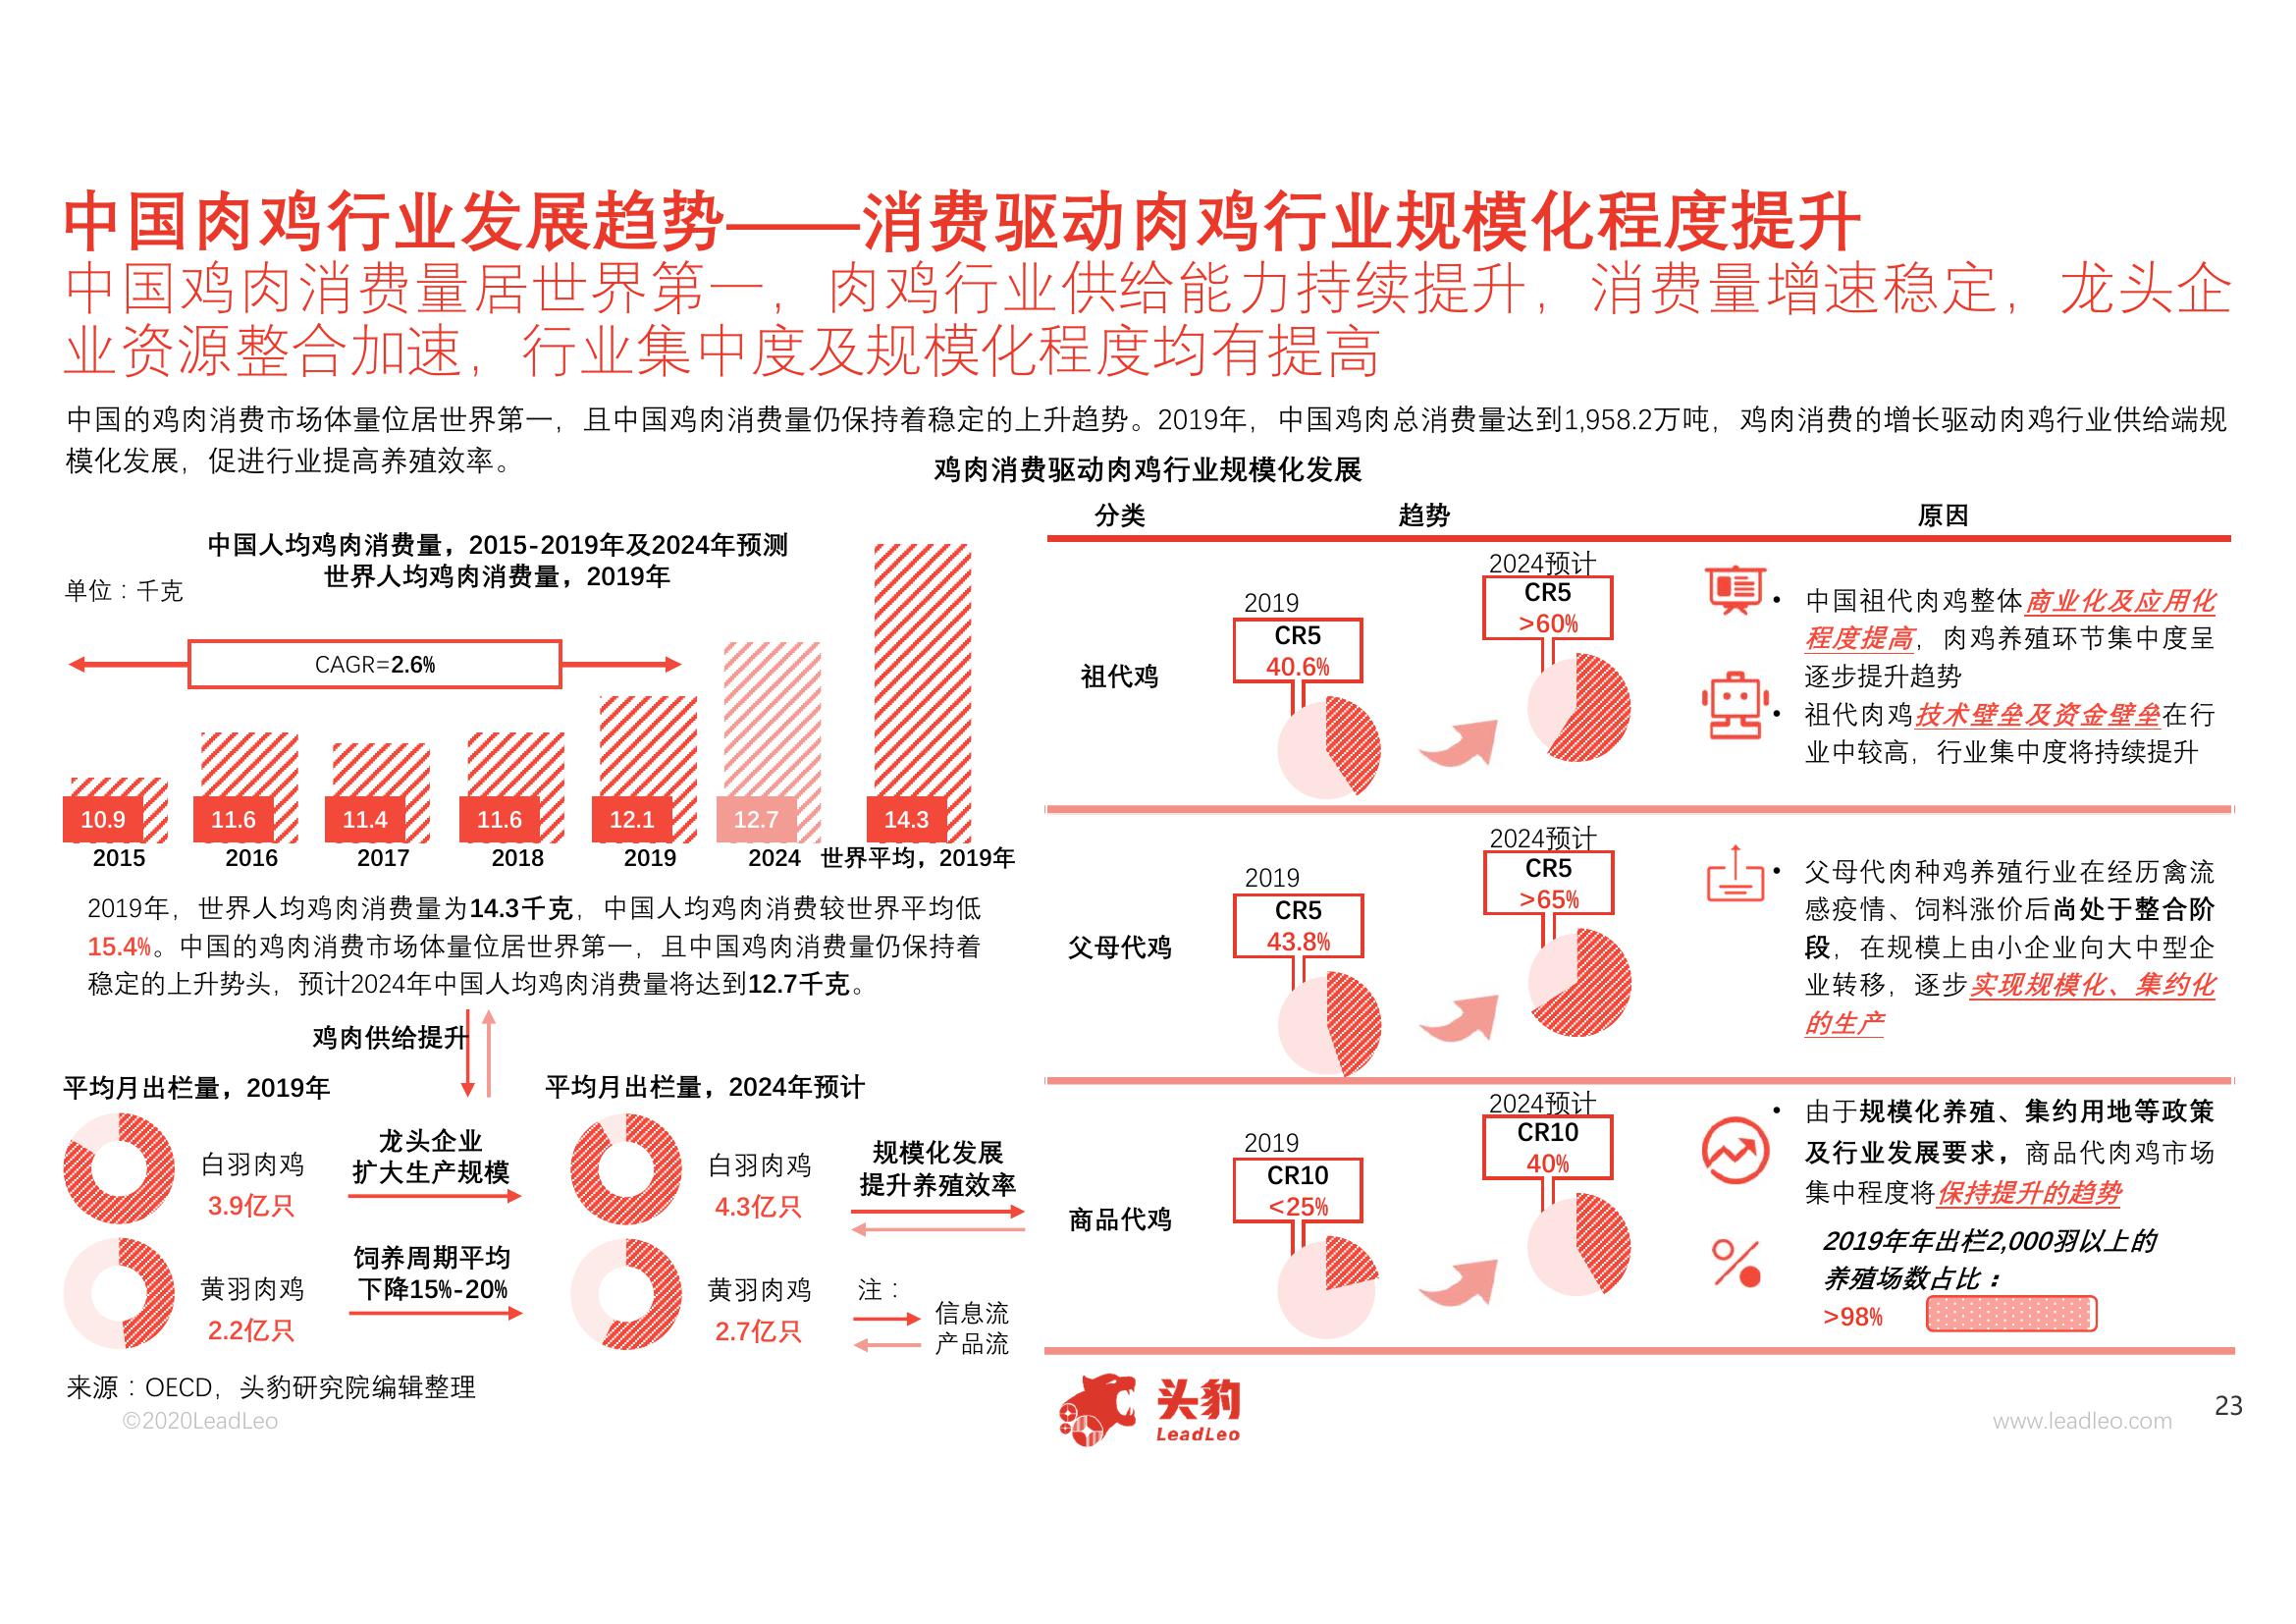 中国肉鸡行业发展趋势——消费驱动肉鸡行业规模化程度提升
中国鸡肉消费量居世界第一，肉鸡行业供给能力持续提升，消费量增速稳定，龙头企
业资源整合加速，行业集中度及规模化程度均有提高
中国的鸡肉消费市场体量位居世界第一，且中国鸡肉消费量仍保持着稳定的上升趋势。2019年，中国鸡肉总消费量达到1,958.2万吨，鸡肉消费的增长驱动肉鸡行业供给端规
模化发展，促进行业提高养殖效率。
鸡肉消费驱动肉鸡行业规模化发展
中国人均鸡肉消费量，2015-2019年及2024年预测
世界人均鸡肉消费量，2019年
单位：千克
CAGR=2.6%
10.9
11.6
11.4
11.6
12.1
12.7
14.3
2015
2016
2017
2018
2019
2024
世界平均，2019年
2019年，世界人均鸡肉消费量为14.3千克，中国人均鸡肉消费较世界平均低
15.4%。中国的鸡肉消费市场体量位居世界第一，且中国鸡肉消费量仍保持着
稳定的上升势头，预计2024年中国人均鸡肉消费量将达到12.7千克。
鸡肉供给提升
平均月出栏量，2019年
平均月出栏量，2024年预计
白羽肉鸡
3.9亿只
龙头企业
扩大生产规模
白羽肉鸡
4.3亿只
规模化发展
提升养殖效率
黄羽肉鸡
2.2亿只
饲养周期平均
下降15%-20%
黄羽肉鸡
2.7亿只
注：
信息流
产品流
分类
趋势
原因
祖代鸡
2019
CR5
40.6%
2024预计
CR5
>60%
• 中国祖代肉鸡整体商业化及应用化
程度提高，肉鸡养殖环节集中度呈
逐步提升趋势
• 祖代肉鸡技术壁垒及资金壁垒在行
业中较高，行业集中度将持续提升
父母代鸡
2019
CR5
43.8%
2024预计
CR5
>65%
• 父母代肉种鸡养殖行业在经历禽流
感疫情、饲料涨价后尚处于整合阶
段，在规模上由小企业向大中型企
业转移，逐步实现规模化、集约化
的生产
商品代鸡
2019
CR10
<25%
2024预计
CR10
40%
• 由于规模化养殖、集约用地等政策
及行业发展要求，商品代肉鸡市场
集中程度将保持提升的趋势
2019年年出栏2,000羽以上的
养殖场数占比：
>98%
来源：OECD，头豹研究院编辑整理
©2020LeadLeo
头豹
LeadLeo
www.leadleo.com
23